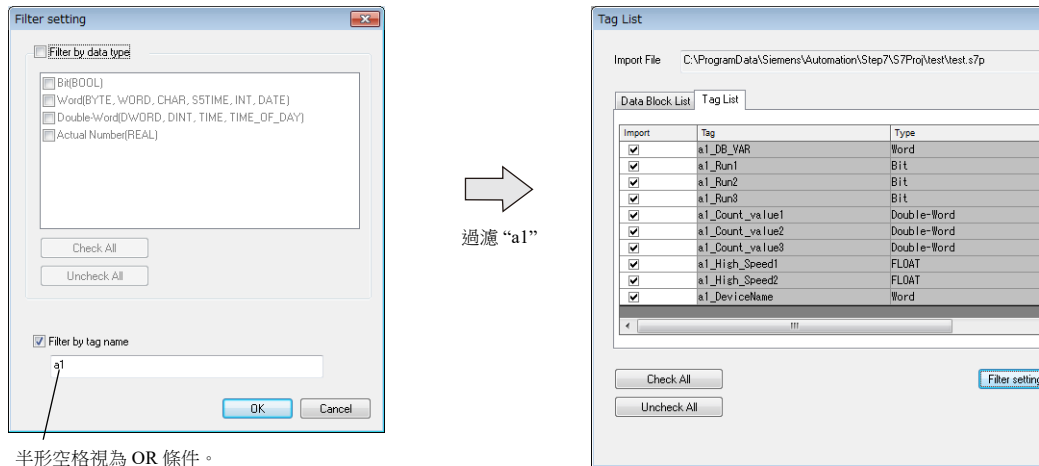 Filter setting
Filter by data type
Bit(BOOL)
Word(BYTE, WORD, CHAR, S5TIME, INT, DATE)
Double-Word(DWORD, DINT, TIME, TIME_OF_DAY)
Actual Number(REAL)
Check All
Uncheck All
Filter by tag name
a1
OK Cancel
半形空格視為 OR 條件。
過濾 “a1”
Tag List
Import File C:\ProgramData\Siemens\Automation\Step7\S7Proj\test\test.s7p
Data Block List Tag List
Import Tag Type
a1_DB_VAR Word
a1_Run1 Bit
a1_Run2 Bit
a1_Run3 Bit
a1_Count_value1 Double-Word
a1_Count_value2 Double-Word
a1_Count_value3 Double-Word
a1_High_Speed1 FLOAT
a1_High_Speed2 FLOAT
a1_DeviceName Word
Check All Filter setting
Uncheck All